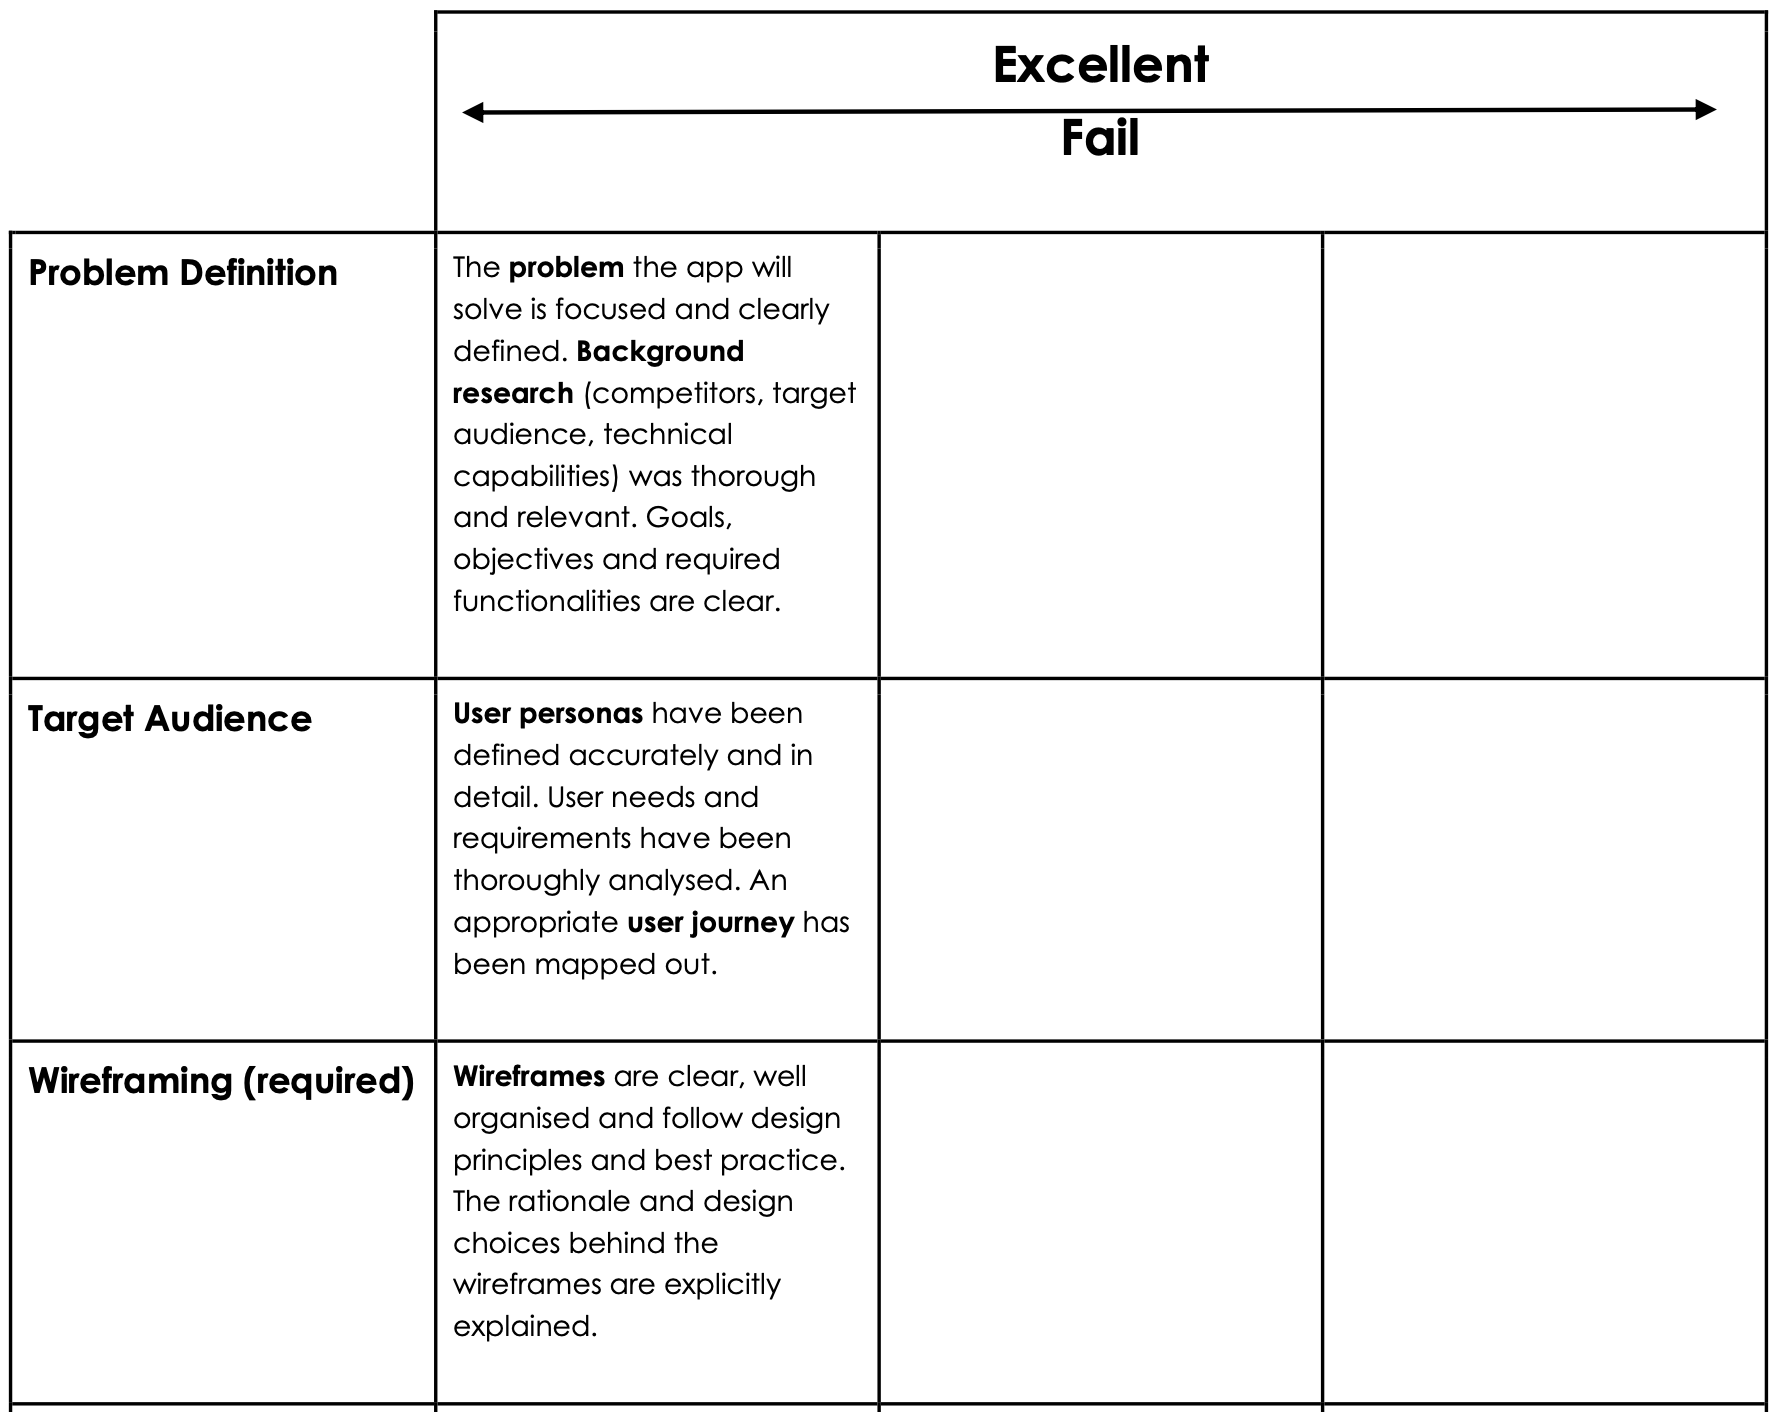 Excellent
Fail
Problem Definition
The problem the app will
solve is focused and clearly
defined. Background
research (competitors, target
audience, technical
capabilities) was thorough
and relevant. Goals,
objectives and required
functionalities are clear.
Target Audience
User personas have been
defined accurately and in
detail. User needs and
requirements have been
thoroughly analysed. An
appropriate user journey has
been mapped out.
Wireframing (required)
Wireframes are clear, well
organised and follow design
principles and best practice.
The rationale and design
choices behind the
wireframes are explicitly
explained.